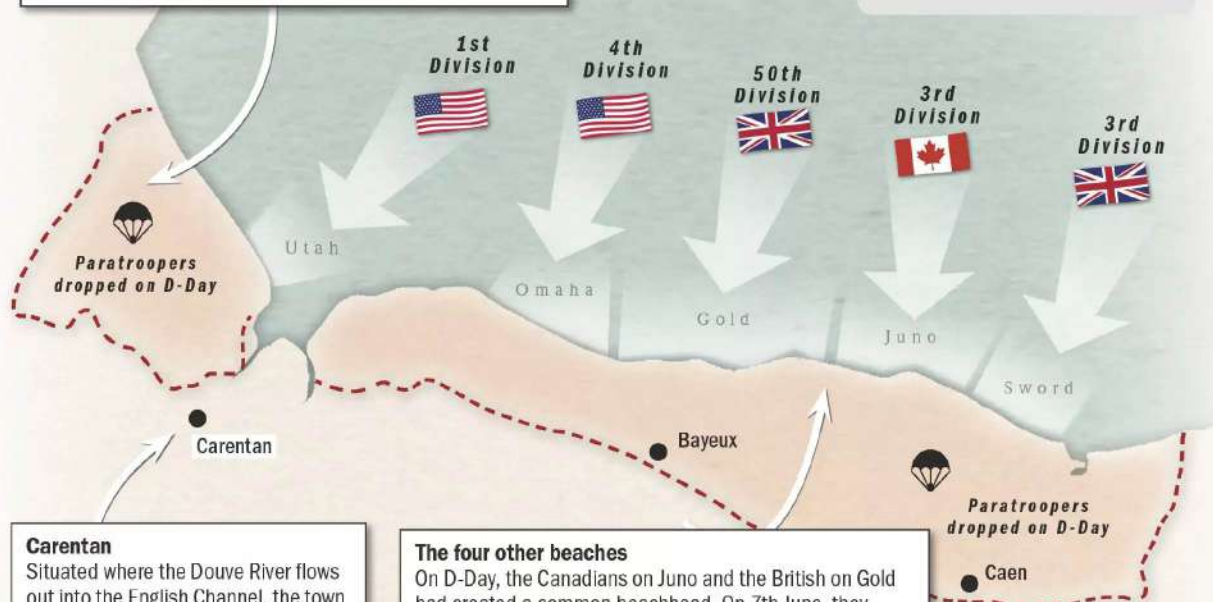 1st
Division
4th
Division
50th
Division
3rd
Division
3rd
Division
Utah
Omaha
Gold
Juno
Sword
Paratroopers
dropped on D-Day
Carentan
Bayeux
Paratroopers
dropped on D-Day
Caen
Carentan
Situated where the Douve River flows
out into the English Channel, the town
The four other beaches
On D-Day, the Canadians on Juno and the British on Gold
had created a common beachhead. On 7th June, they